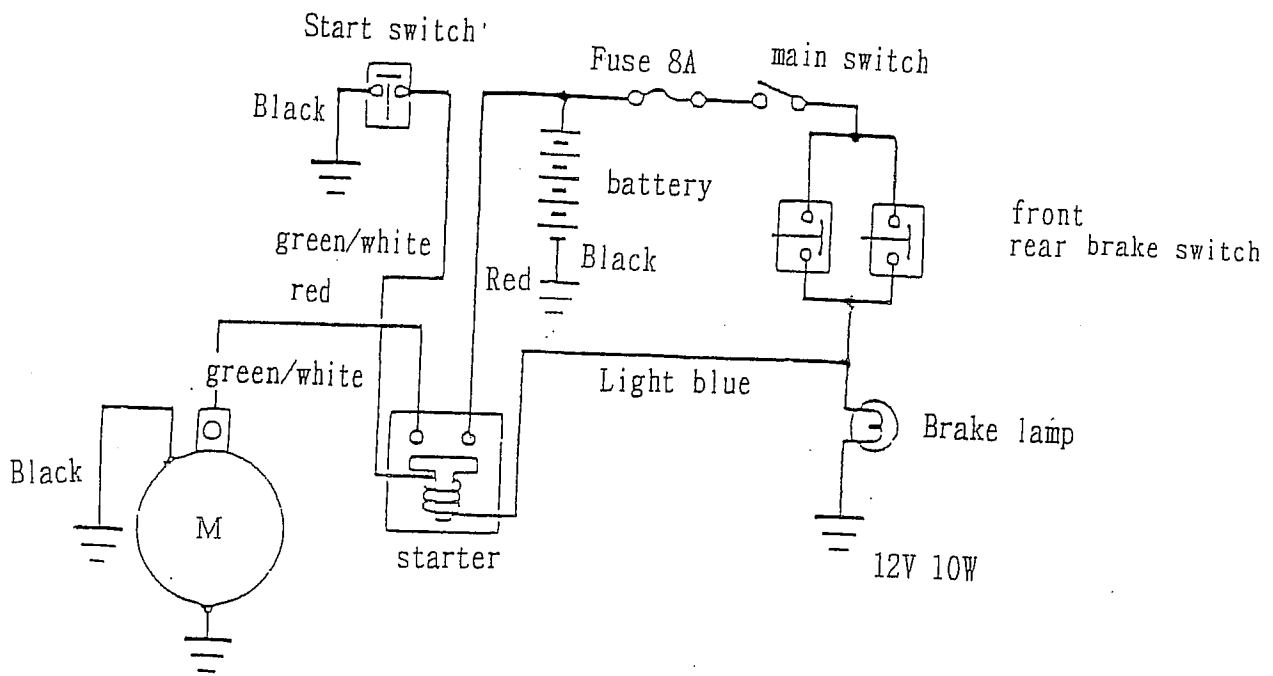 Start switch'
Fuse 8A
main switch
Black
battery
front
rear brake switch
green/white
Black
Red
red
green/white
Light blue
Brake lamp
Black
M
starter
12V 10W